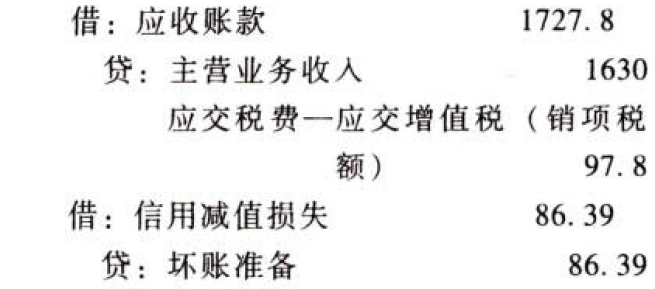 借：应收账款 1727.8
贷：主营业务收入 1630
应交税费—应交增值税（销项税
额） 97.8
借：信用减值损失 86.39
贷：坏账准备 86.39